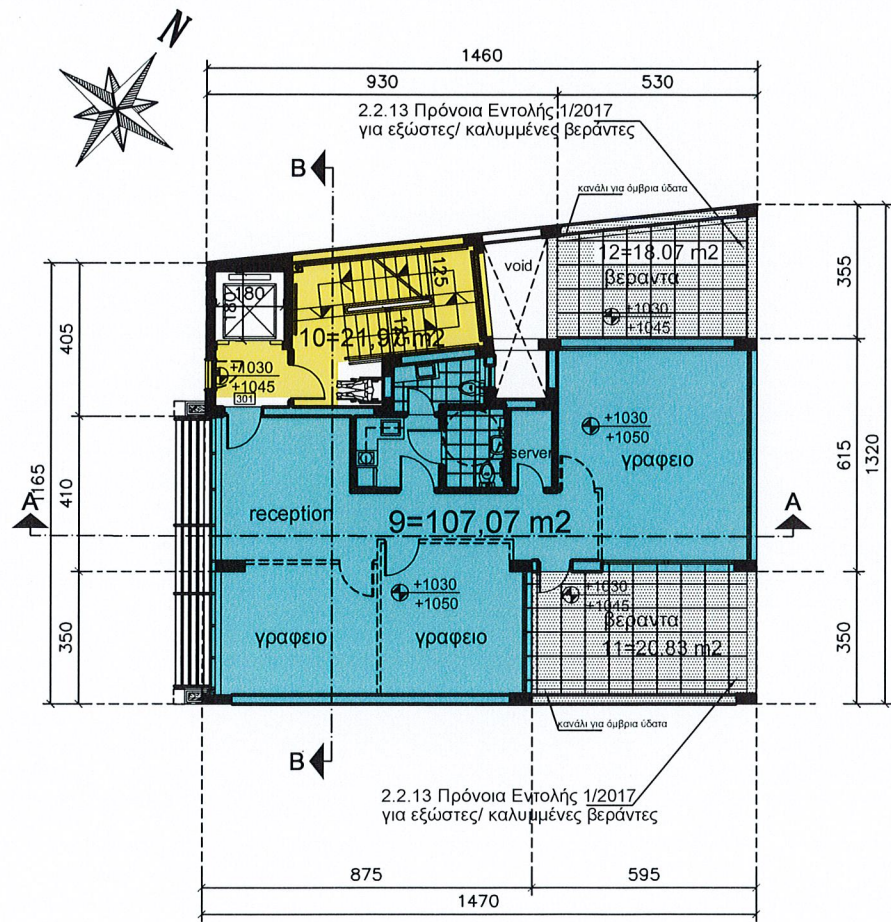 N
1460
930
530
2.2.13 Πρόνοια Εντολής 1/2017
για εξώστες/ καλυμμένες βεράντες
B
κανάλι για όμβρια ύδατα
12=18.07 m2
βεραντα
+1030
+1045
void
125
180
180
10=21,97 m2
+1030
+1045
301
405
355
1165
410
615
1320
350
350
+1030
+1050
γραφειο
server
reception
9=107,07 m2
A
A
+1030
+1050
γραφειο
γραφειο
+1030
+1045
βεραντα
11=20.83 m2
κανάλι για όμβρια ύδατα
B
2.2.13 Πρόνοια Εντολής 1/2017
για εξώστες/ καλυμμένες βεράντες
875
595
1470